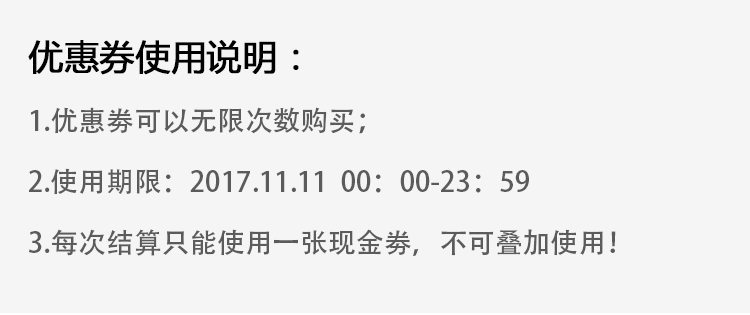 优惠券使用说明：
1.优惠劵可以无限次数购买；
2.使用期限：2017.11.11 00：00-23：59
3.每次结算只能使用一张现金劵，不可叠加使用！